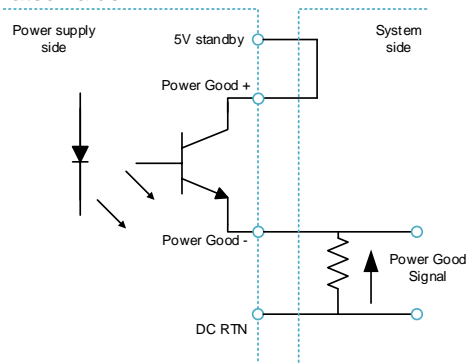 Power supply
side
5V standby
System
side
Power Good +
Power Good -
Power Good
Signal
DC RTN